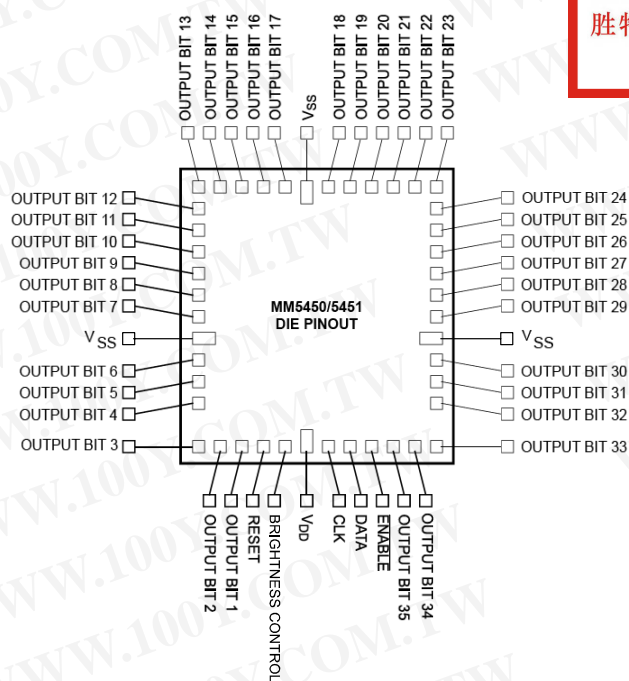 胜
OUTPUT BIT 13
OUTPUT BIT 14
OUTPUT BIT 15
OUTPUT BIT 16
OUTPUT BIT 17
VSS
OUTPUT BIT 18
OUTPUT BIT 19
OUTPUT BIT 20
OUTPUT BIT 21
OUTPUT BIT 22
OUTPUT BIT 23
OUTPUT BIT 12
OUTPUT BIT 11
OUTPUT BIT 10
OUTPUT BIT 9
OUTPUT BIT 8
OUTPUT BIT 7
VSS
OUTPUT BIT 6
OUTPUT BIT 5
OUTPUT BIT 4
OUTPUT BIT 3
MM5450/5451
DIE PINOUT
OUTPUT BIT 24
OUTPUT BIT 25
OUTPUT BIT 26
OUTPUT BIT 27
OUTPUT BIT 28
OUTPUT BIT 29
VSS
OUTPUT BIT 30
OUTPUT BIT 31
OUTPUT BIT 32
OUTPUT BIT 33
OUTPUT BIT 2
OUTPUT BIT 1
RESET
BRIGHTNESS CONTROL
VDD
CLK
DATA
ENABLE
OUTPUT BIT 35
OUTPUT BIT 34
WWW.100Y.COM.TW